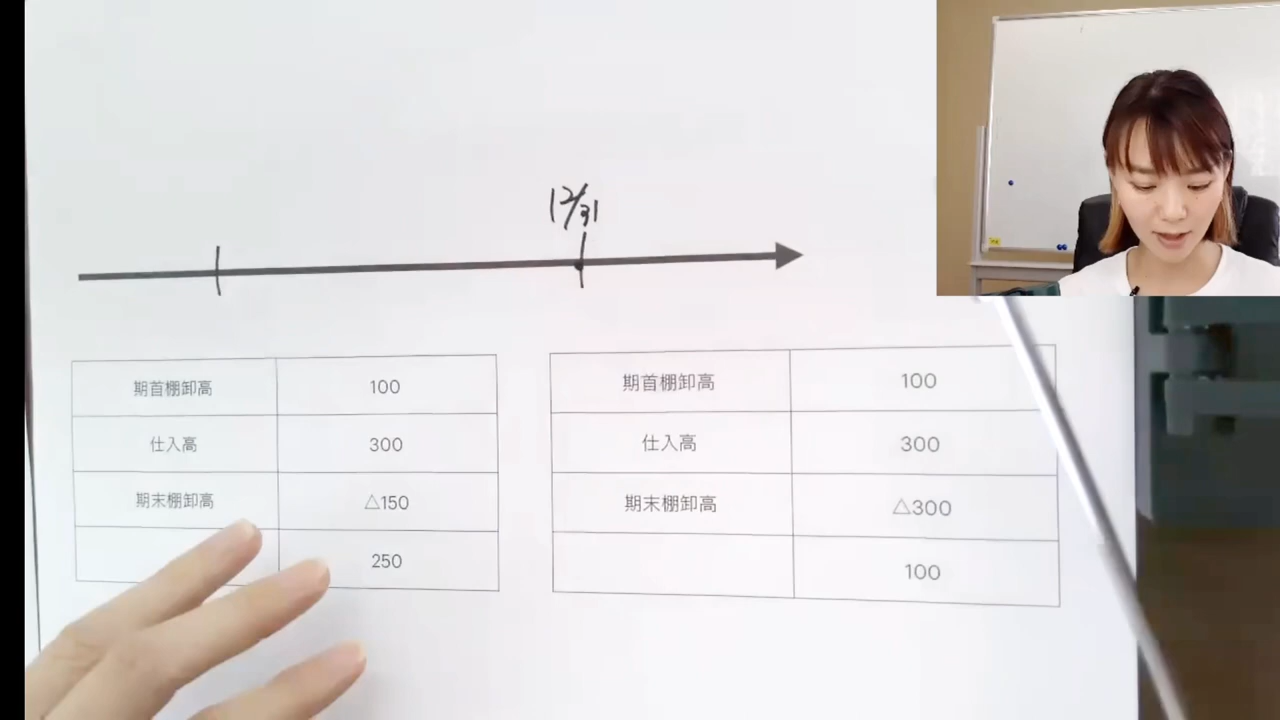 12/31
期首棚卸高 100
仕入高 300
期末棚卸高 △150
250
期首棚卸高 100
仕入高 300
期末棚卸高 △300
100